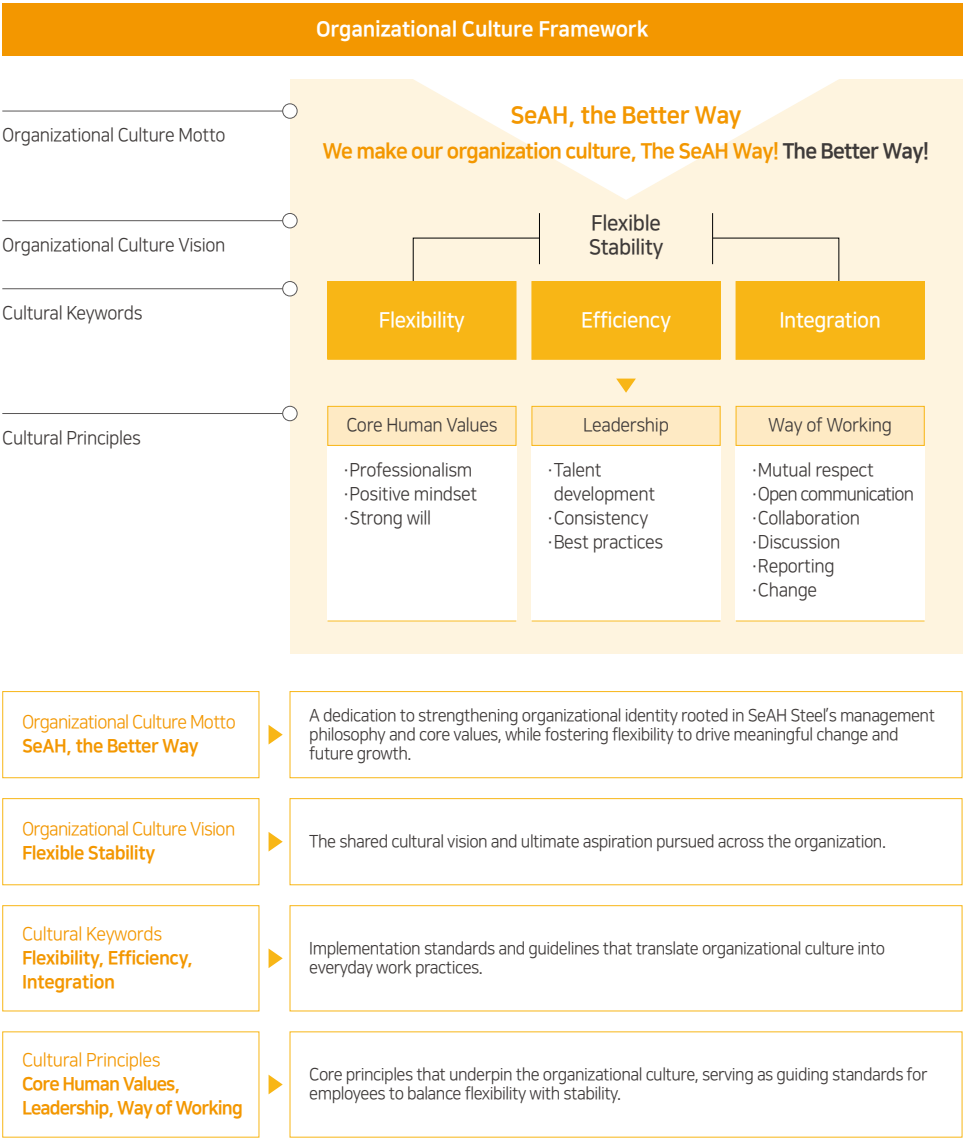 Organizational Culture Framework
Organizational Culture Motto
SeAH, the Better Way
We make our organization culture, The SeAH Way! The Better Way!
Organizational Culture Vision
Flexible
Stability
Cultural Keywords
Flexibility
Efficiency
Integration
Cultural Principles
Core Human Values
·Professionalism
·Positive mindset
·Strong will
Leadership
·Talent
development
·Consistency
·Best practices
Way of Working
·Mutual respect
·Open communication
·Collaboration
·Discussion
·Reporting
·Change
Organizational Culture Motto
SeAH, the Better Way
A dedication to strengthening organizational identity rooted in SeAH Steel's management
philosophy and core values, while fostering flexibility to drive meaningful change and
future growth.
Organizational Culture Vision
Flexible Stability
The shared cultural vision and ultimate aspiration pursued across the organization.
Cultural Keywords
Flexibility, Efficiency,
Integration
Implementation standards and guidelines that translate organizational culture into
everyday work practices.
Cultural Principles
Core Human Values,
Leadership, Way of Working
Core principles that underpin the organizational culture, serving as guiding standards for
employees to balance flexibility with stability.